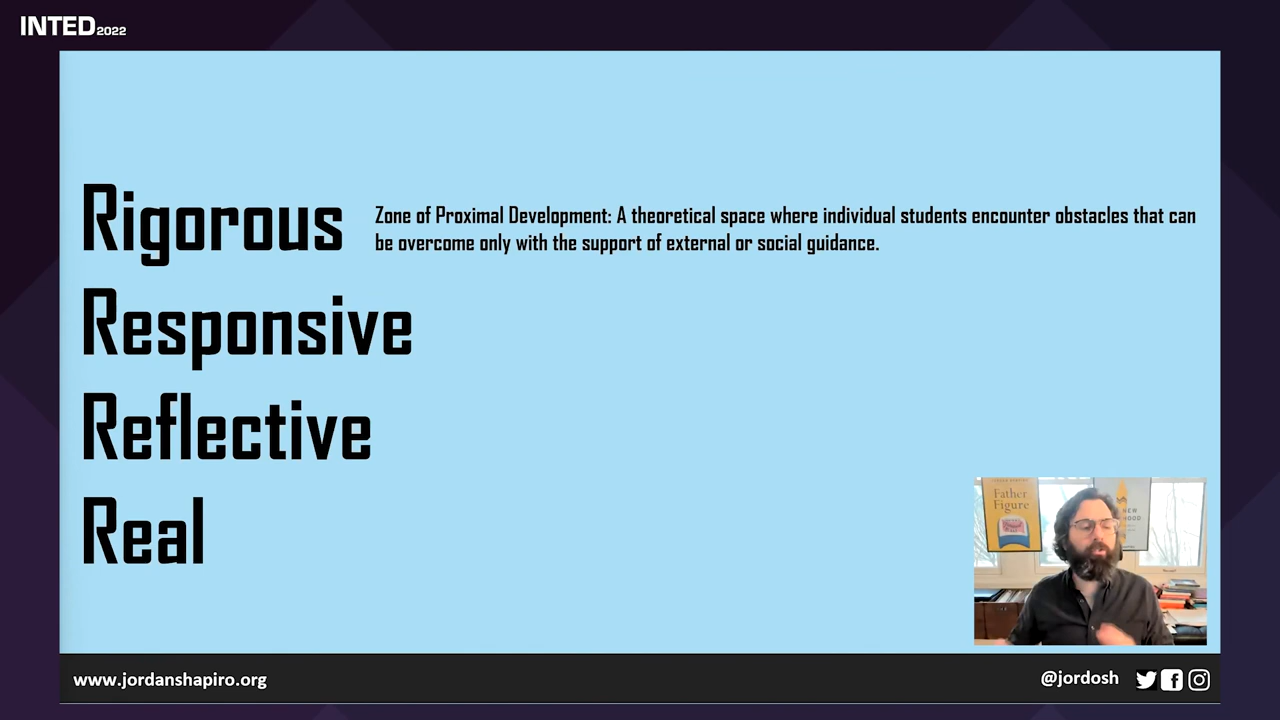 INTED2022
Rigorous
Zone of Proximal Development: A theoretical space where individual students encounter obstacles that can
be overcome only with the support of external or social guidance.
Responsive
Reflective
Real
Father
Figure
NEW
www.jordanshapiro.org
@jordosh